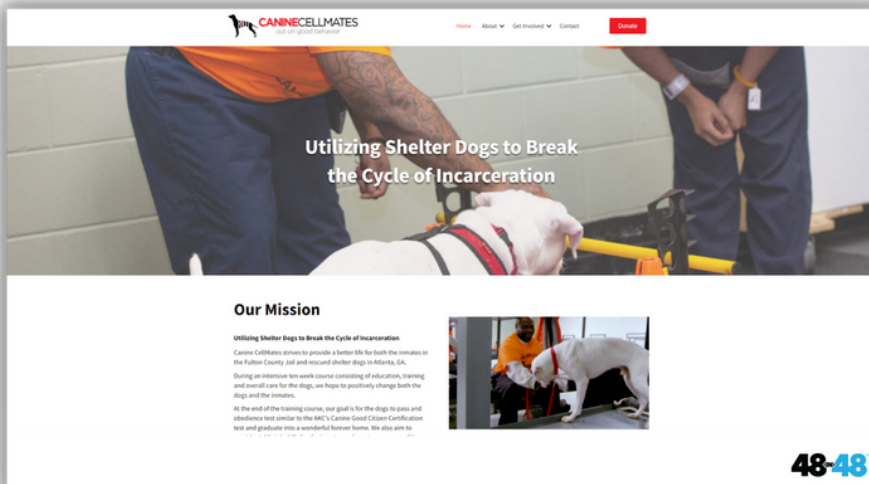 CANINECELLMATES
out on good behavior
Home About Get Involved Contact Donate
Utilizing Shelter Dogs to Break
the Cycle of Incarceration
Our Mission
Utilizing Shelter Dogs to Break the Cycle of Incarceration
Canine CellMates strives to provide a better life for both the inmates in
the Fulton County Jail and rescued shelter dogs in Atlanta, GA.
During an intensive ten week course consisting of education, training
and overall care for the dogs, we hope to positively change both the
dogs and the inmates.
At the end of the training course, our goal is for the dogs to pass and
obedience test similar to the AKC's Canine Good Citizen Certification
test and graduate into a wonderful forever home. We also aim to
48 IN 48